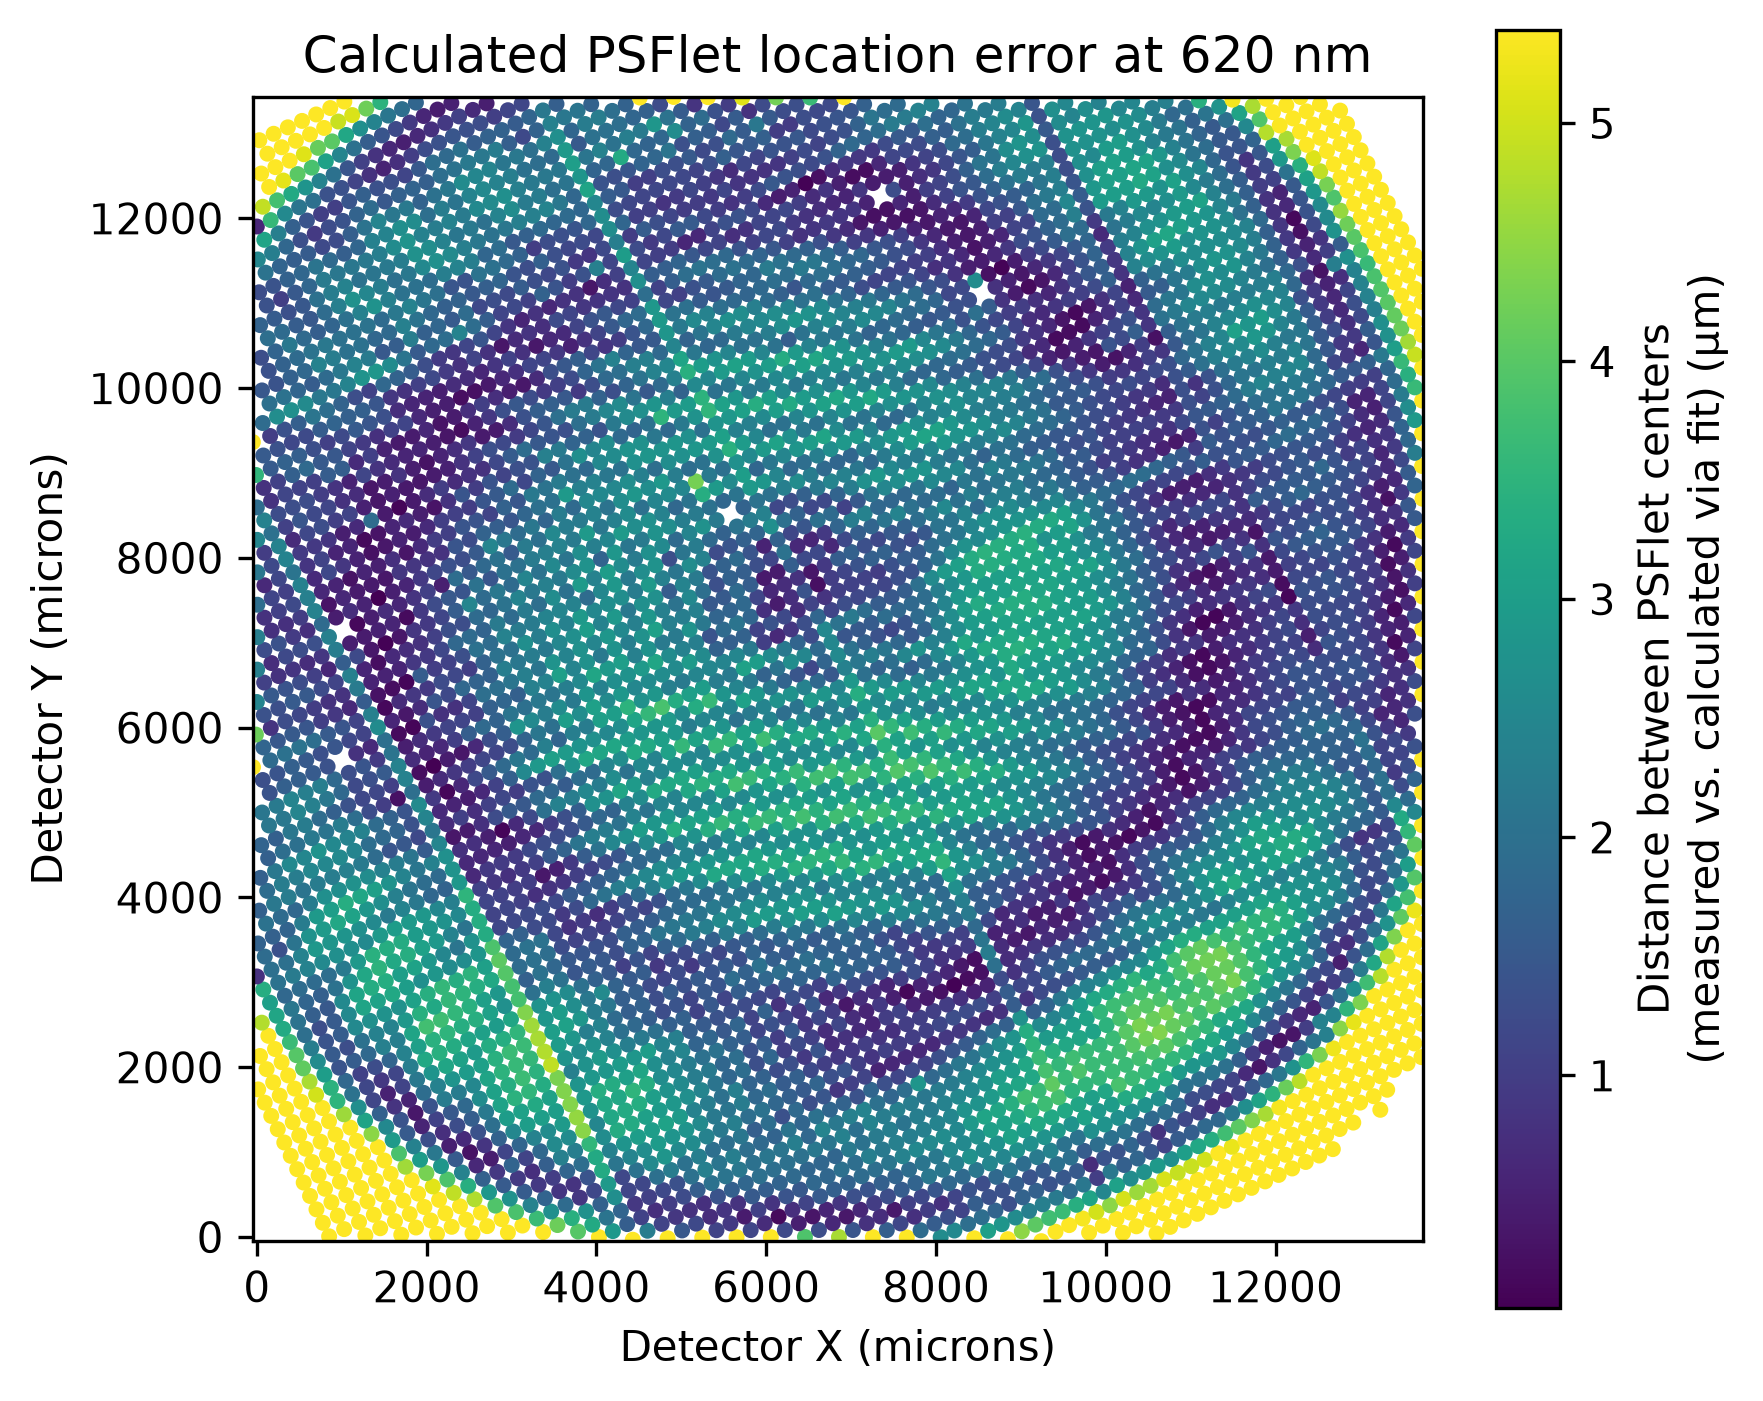 Calculated PSFlet location error at 620 nm
Detector Y (microns)
12000
10000
8000
6000
4000
2000
0
0 2000 4000 6000 8000 10000 12000
Detector X (microns)
5
4
3
2
1
Distance between PSFlet centers
(measured vs. calculated via fit) (μm)